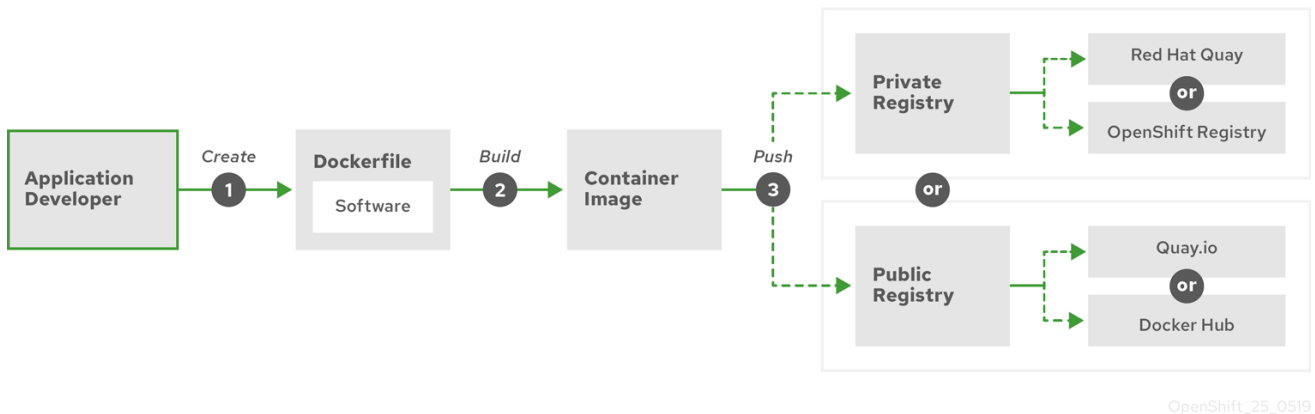 Application
Developer
Create
1
Dockerfile
Software
Build
2
Container
Image
Push
3
Private
Registry
Red Hat Quay
or
OpenShift Registry
or
Public
Registry
Quay.io
or
Docker Hub
OpenShift_25_0519